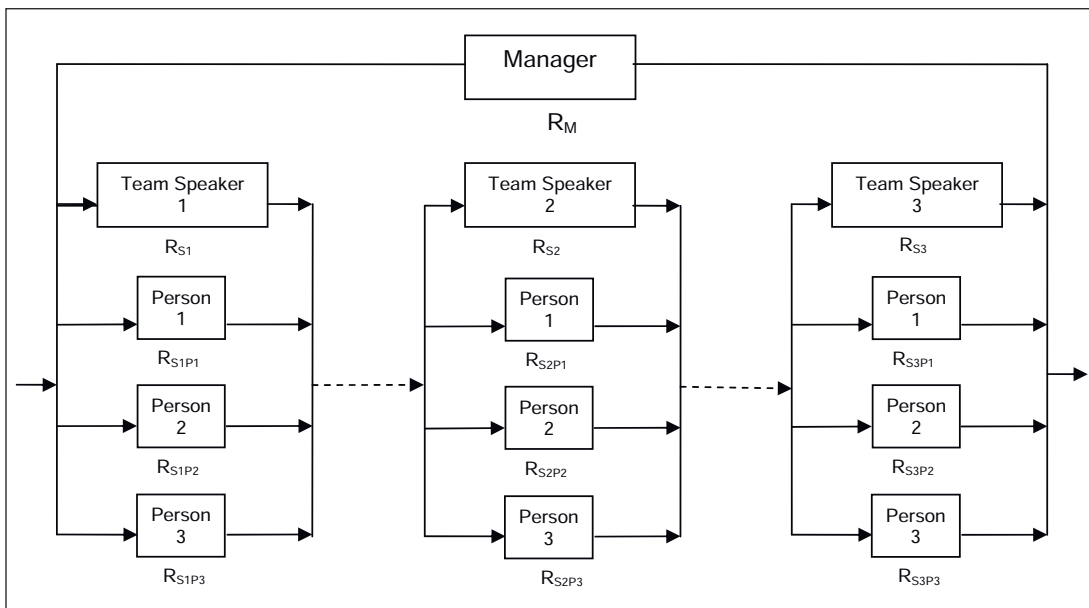 Manager
R_M
Team Speaker
1
R_S1
Person
1
R_S1P1
Person
2
R_S1P2
Person
3
R_S1P3
Team Speaker
2
R_S2
Person
1
R_S2P1
Person
2
R_S2P2
Person
3
R_S2P3
Team Speaker
3
R_S3
Person
1
R_S3P1
Person
2
R_S3P2
Person
3
R_S3P3